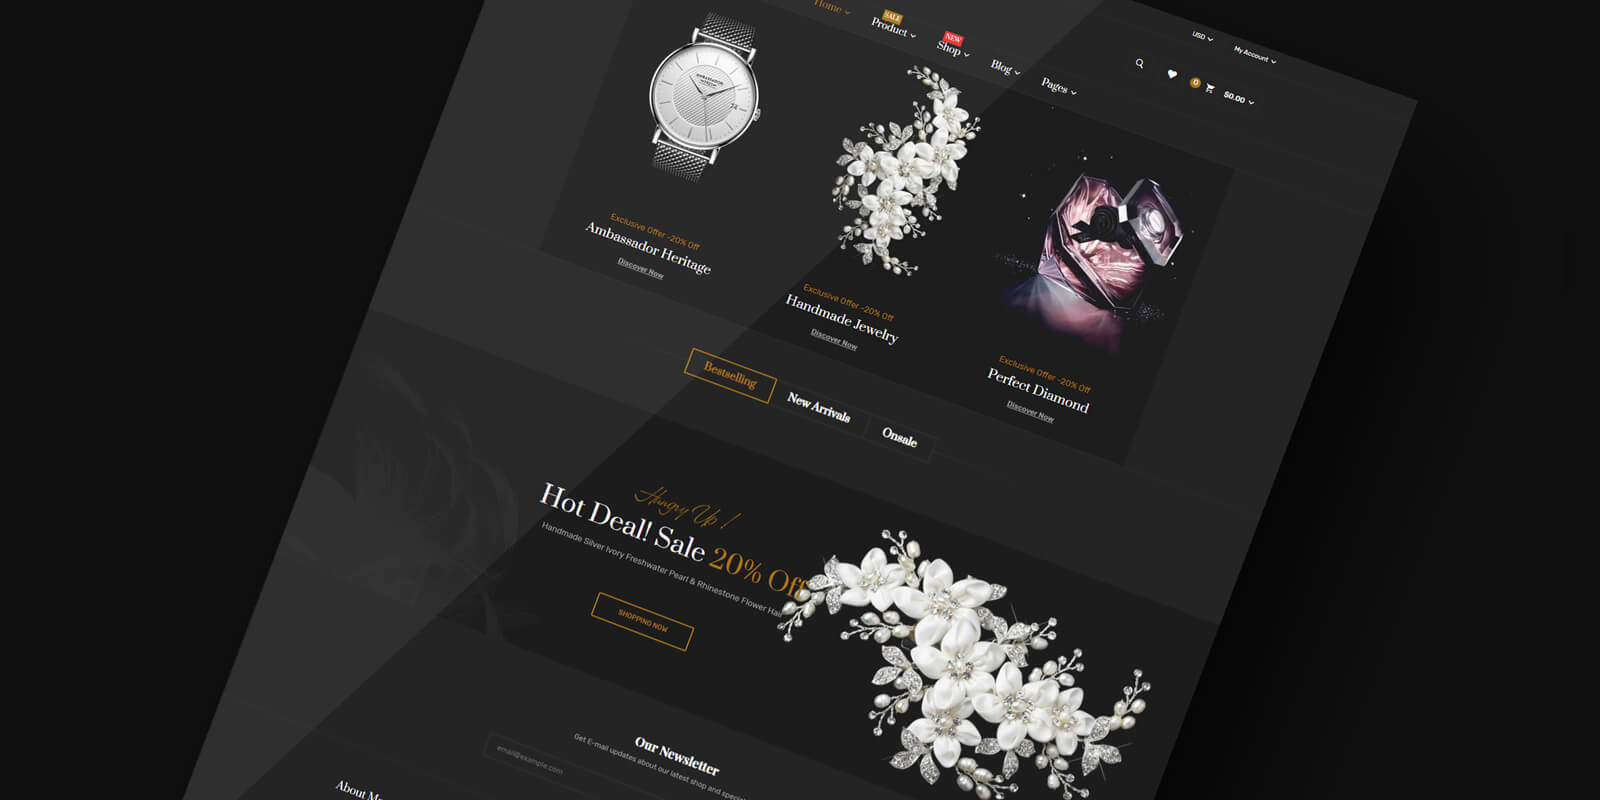 USD
My Account
Home
SALE
Product
NEW
Shop
Blog
Pages
0
$0.00
AMBASSADOR
Exclusive Offer -20% Off
Ambassador Heritage
Discover Now
Exclusive Offer -20% Off
Handmade Jewelry
Discover Now
Exclusive Offer -20% Off
Perfect Diamond
Discover Now
Bestselling
New Arrivals
Onsale
Hungry Up !
Hot Deal! Sale 20% Off
Handmade Silver Ivory Freshwater Pearl & Rhinestone Flower Hair
SHOPPING NOW
Our Newsletter
Get E-mail updates about our latest shop and special
email@example.com
About Me